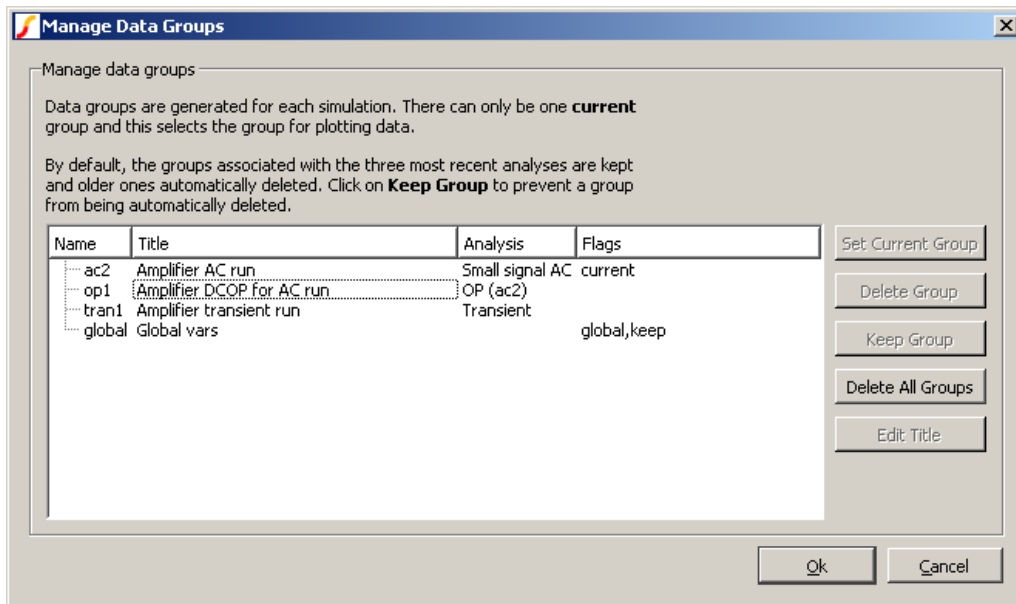 Manage Data Groups
Manage data groups
Data groups are generated for each simulation. There can only be one current
group and this selects the group for plotting data.
By default, the groups associated with the three most recent analyses are kept
and older ones automatically deleted. Click on Keep Group to prevent a group
from being automatically deleted.
Name Title Analysis Flags
ac2 Amplifier AC run Small signal AC current
op1 Amplifier DCOP for AC run OP (ac2)
tran1 Amplifier transient run Transient
global Global vars global,keep
Set Current Group
Delete Group
Keep Group
Delete All Groups
Edit Title
Ok Cancel